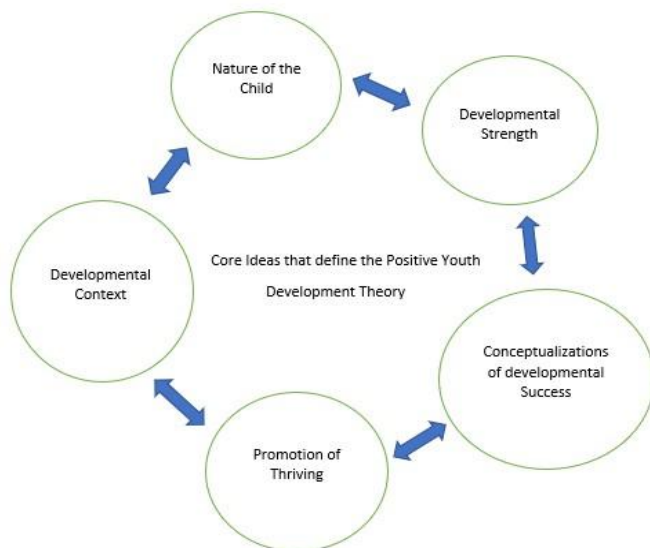 Nature of the
Child
Developmental
Strength
Developmental
Context
Core Ideas that define the Positive Youth
Development Theory
Conceptualizations
of developmental
Success
Promotion of
Thriving